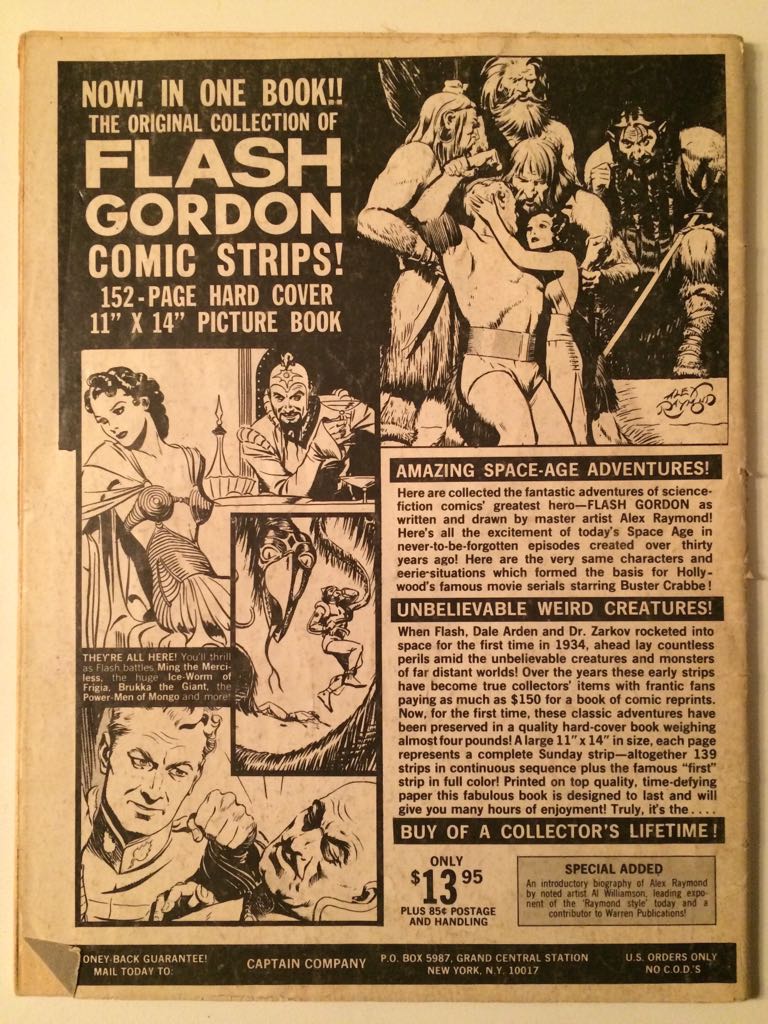 NOW! IN ONE BOOK!!
THE ORIGINAL COLLECTION OF
FLASH
GORDON
COMIC STRIPS!
152-PAGE HARD COVER
11" X 14" PICTURE BOOK
ALEX
RAYMOND
THEY'RE ALL HERE! You'll thrill
as Flash battles Ming the Merci-
less, the huge Ice-Worm of
Frigia, Brukka the Giant, the
Power-Men of Mongo and more!
AMAZING SPACE-AGE ADVENTURES!
Here are collected the fantastic adventures of science-
fiction comics' greatest hero—FLASH GORDON as
written and drawn by master artist Alex Raymond!
Here's all the excitement of today's Space Age in
never-to-be-forgotten episodes created over thirty
years ago! Here are the very same characters and
eerie-situations which formed the basis for Holly-
wood's famous movie serials starring Buster Crabbe!
UNBELIEVABLE WEIRD CREATURES!
When Flash, Dale Arden and Dr. Zarkov rocketed into
space for the first time in 1934, ahead lay countless
perils amid the unbelievable creatures and monsters
of far distant worlds! Over the years these early strips
have become true collectors' items with frantic fans
paying as much as $150 for a book of comic reprints.
Now, for the first time, these classic adventures have
been preserved in a quality hard-cover book weighing
almost four pounds! A large 11" x 14" in size, each page
represents a complete Sunday strip—altogether 139
strips in continuous sequence plus the famous "first"
strip in full color! Printed on top quality, time-defying
paper this fabulous book is designed to last and will
give you many hours of enjoyment! Truly, it's the . . . .
BUY OF A COLLECTOR'S LIFETIME!
ONLY
$13.95
PLUS 85¢ POSTAGE
AND HANDLING
SPECIAL ADDED
An introductory biography of Alex Raymond
by noted artist Al Williamson, leading expo-
nent of the 'Raymond style' today and a
contributor to Warren Publications!
ONEY-BACK GUARANTEE!
MAIL TODAY TO:
CAPTAIN COMPANY
P.O. BOX 5987, GRAND CENTRAL STATION
NEW YORK, N.Y. 10017
U.S. ORDERS ONLY
NO C.O.D.'S